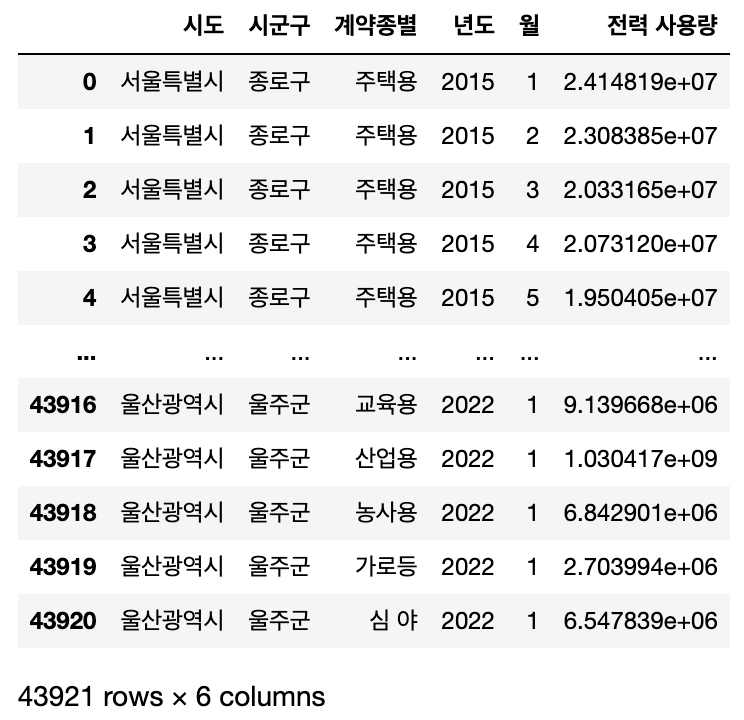 시도 시군구 계약종별 년도 월 전력 사용량
0 서울특별시 종로구 주택용 2015 1 2.414819e+07
1 서울특별시 종로구 주택용 2015 2 2.308385e+07
2 서울특별시 종로구 주택용 2015 3 2.033165e+07
3 서울특별시 종로구 주택용 2015 4 2.073120e+07
4 서울특별시 종로구 주택용 2015 5 1.950405e+07
... ... ... ... ... ... ...
43916 울산광역시 울주군 교육용 2022 1 9.139668e+06
43917 울산광역시 울주군 산업용 2022 1 1.030417e+09
43918 울산광역시 울주군 농사용 2022 1 6.842901e+06
43919 울산광역시 울주군 가로등 2022 1 2.703994e+06
43920 울산광역시 울주군 심 야 2022 1 6.547839e+06
43921 rows × 6 columns